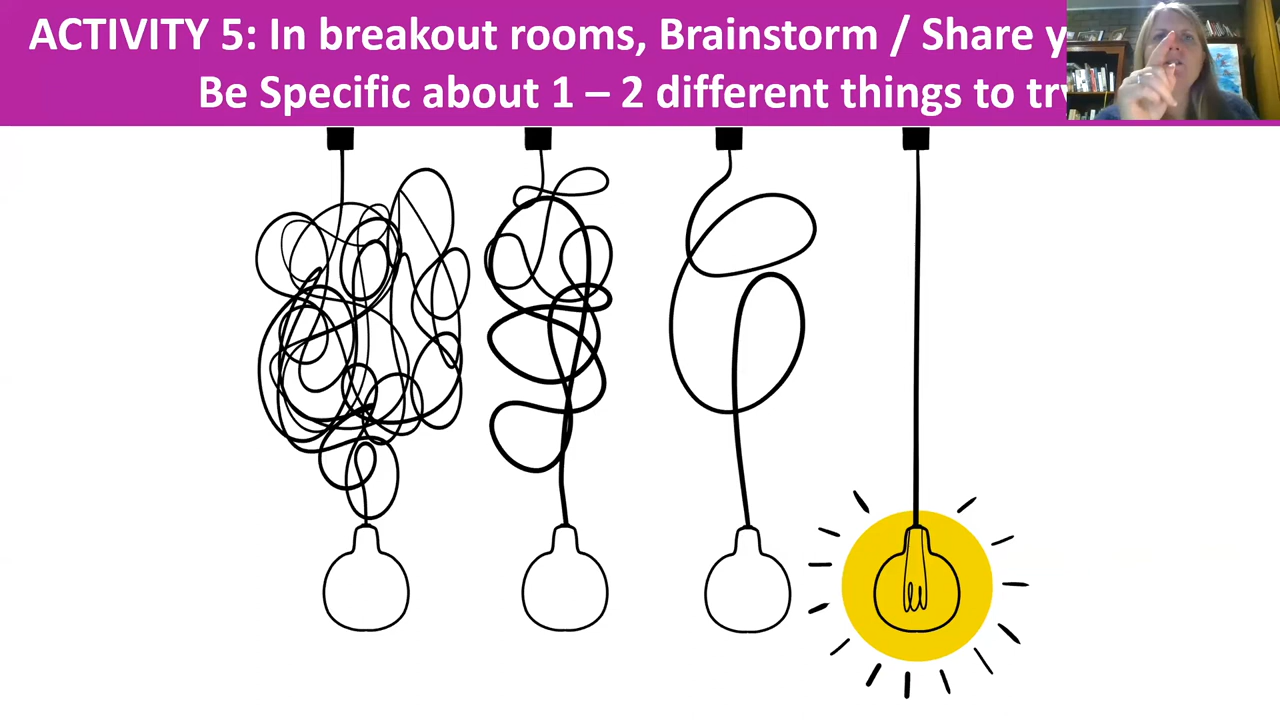 ACTIVITY 5: In breakout rooms, Brainstorm / Share
Be Specific about 1 – 2 different things to